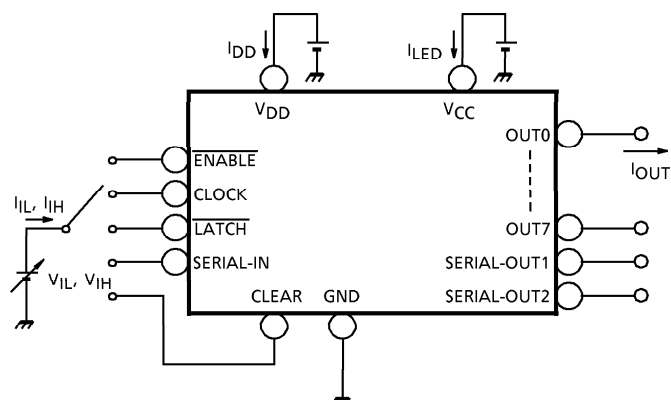 IDD
ILED
VDD
VCC
OUT0
ENABLE
IOUT
CLOCK
IIL, IIH
LATCH
OUT7
SERIAL-IN
SERIAL-OUT1
VIL, VIH
CLEAR
GND
SERIAL-OUT2